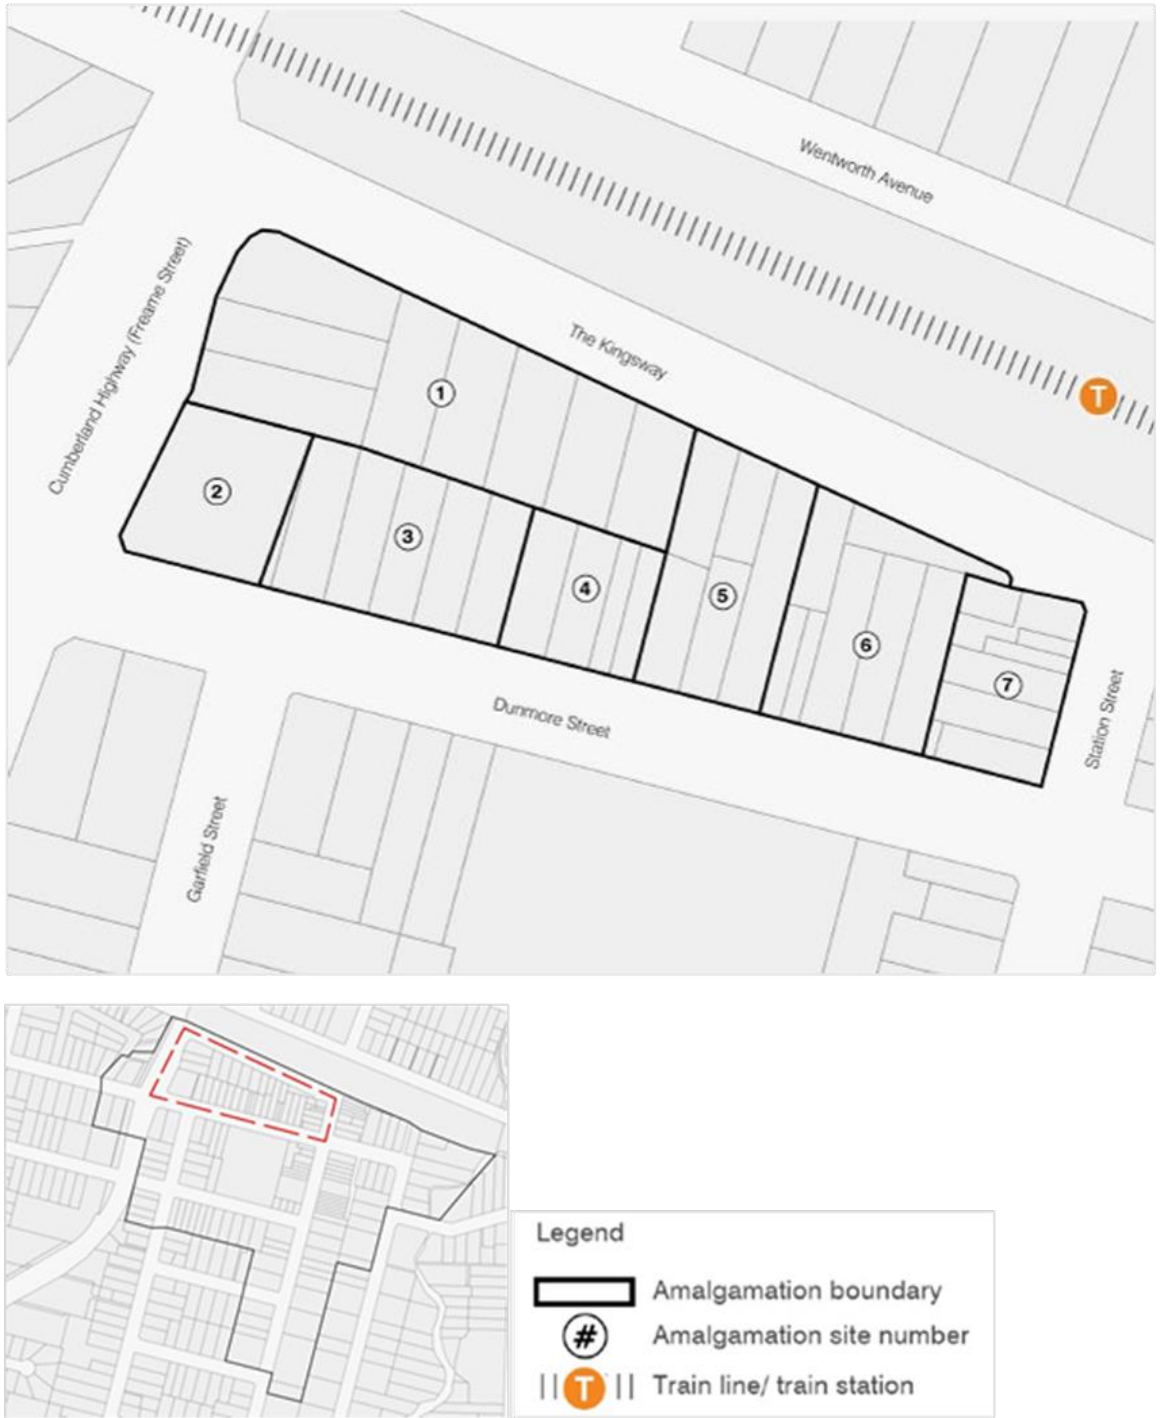 Wentworth Avenue
Cumberland Highway (Freame Street)
The Kingsway
T
1
2
3
4
5
6
7
Dunmore Street
Station Street
Garfield Street
Legend
Amalgamation boundary
# Amalgamation site number
T Train line/ train station